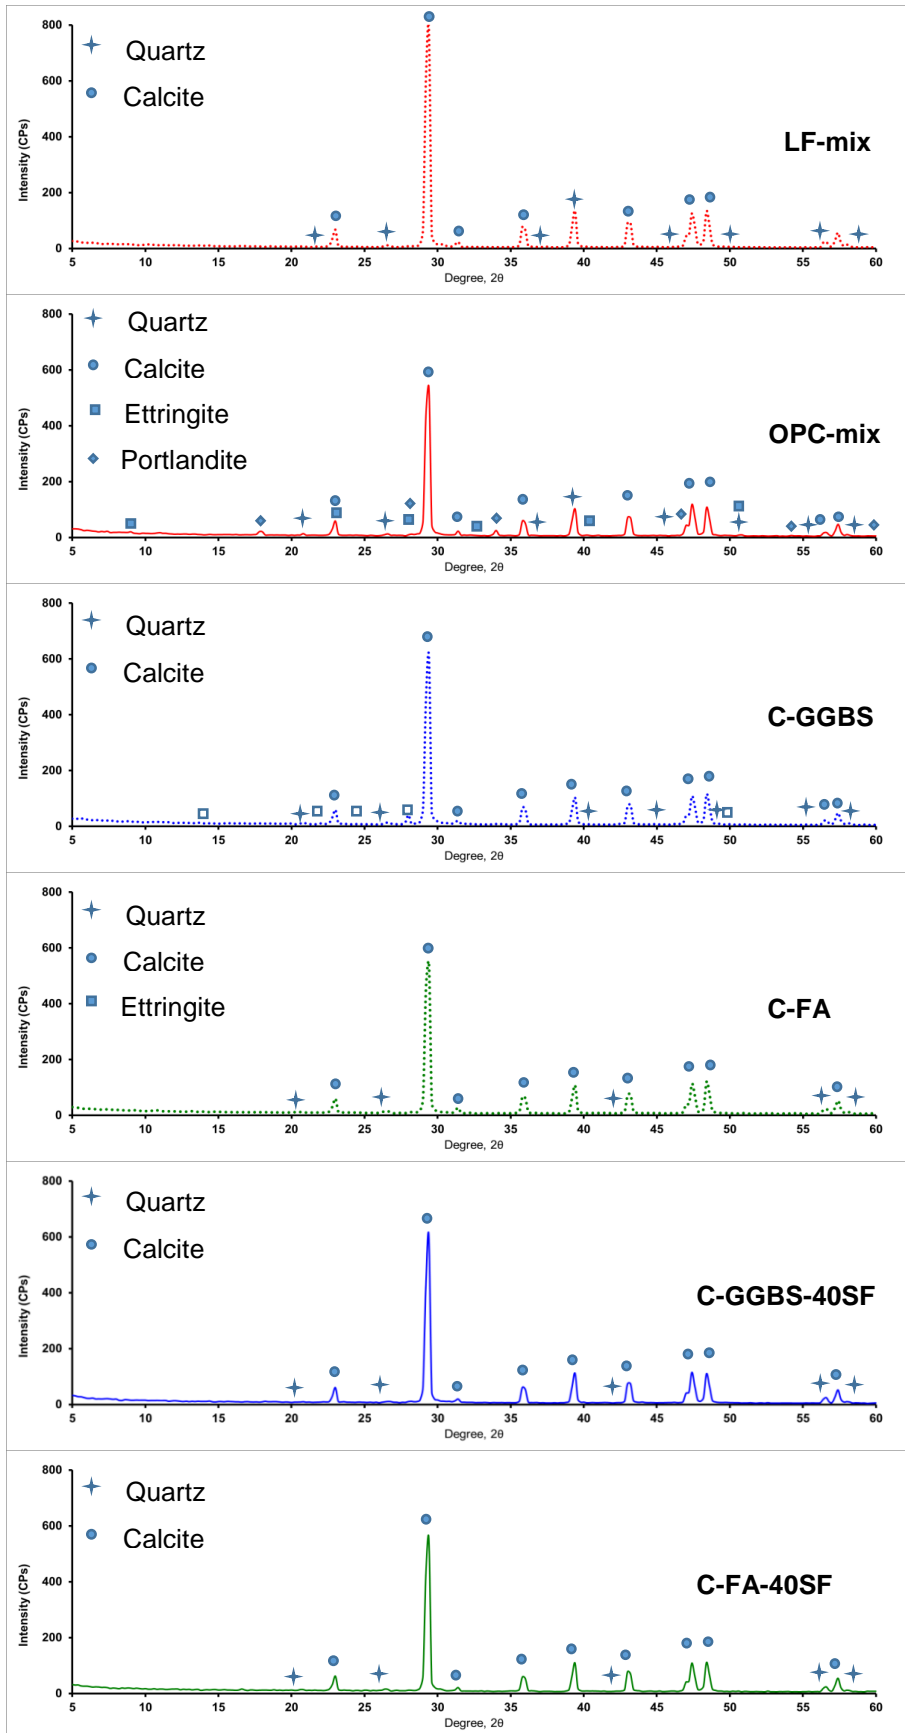 800
Quartz
Calcite
600
400
200
0
Intensity (CPs)
LF-mix
5 10 15 20 25 30 35 40 45 50 55 60
Degree, 2θ
800
Quartz
Calcite
Ettringite
Portlandite
600
400
200
0
Intensity (CPs)
OPC-mix
5 10 15 20 25 30 35 40 45 50 55 60
Degree, 2θ
800
Quartz
Calcite
600
400
200
0
Intensity (CPs)
C-GGBS
5 10 15 20 25 30 35 40 45 50 55 60
Degree, 2θ
800
Quartz
Calcite
Ettringite
600
400
200
0
Intensity (CPs)
C-FA
5 10 15 20 25 30 35 40 45 50 55 60
Degree, 2θ
800
Quartz
Calcite
600
400
200
0
Intensity (CPs)
C-GGBS-40SF
5 10 15 20 25 30 35 40 45 50 55 60
Degree, 2θ
800
Quartz
Calcite
600
400
200
0
Intensity (CPs)
C-FA-40SF
5 10 15 20 25 30 35 40 45 50 55 60
Degree, 2θ